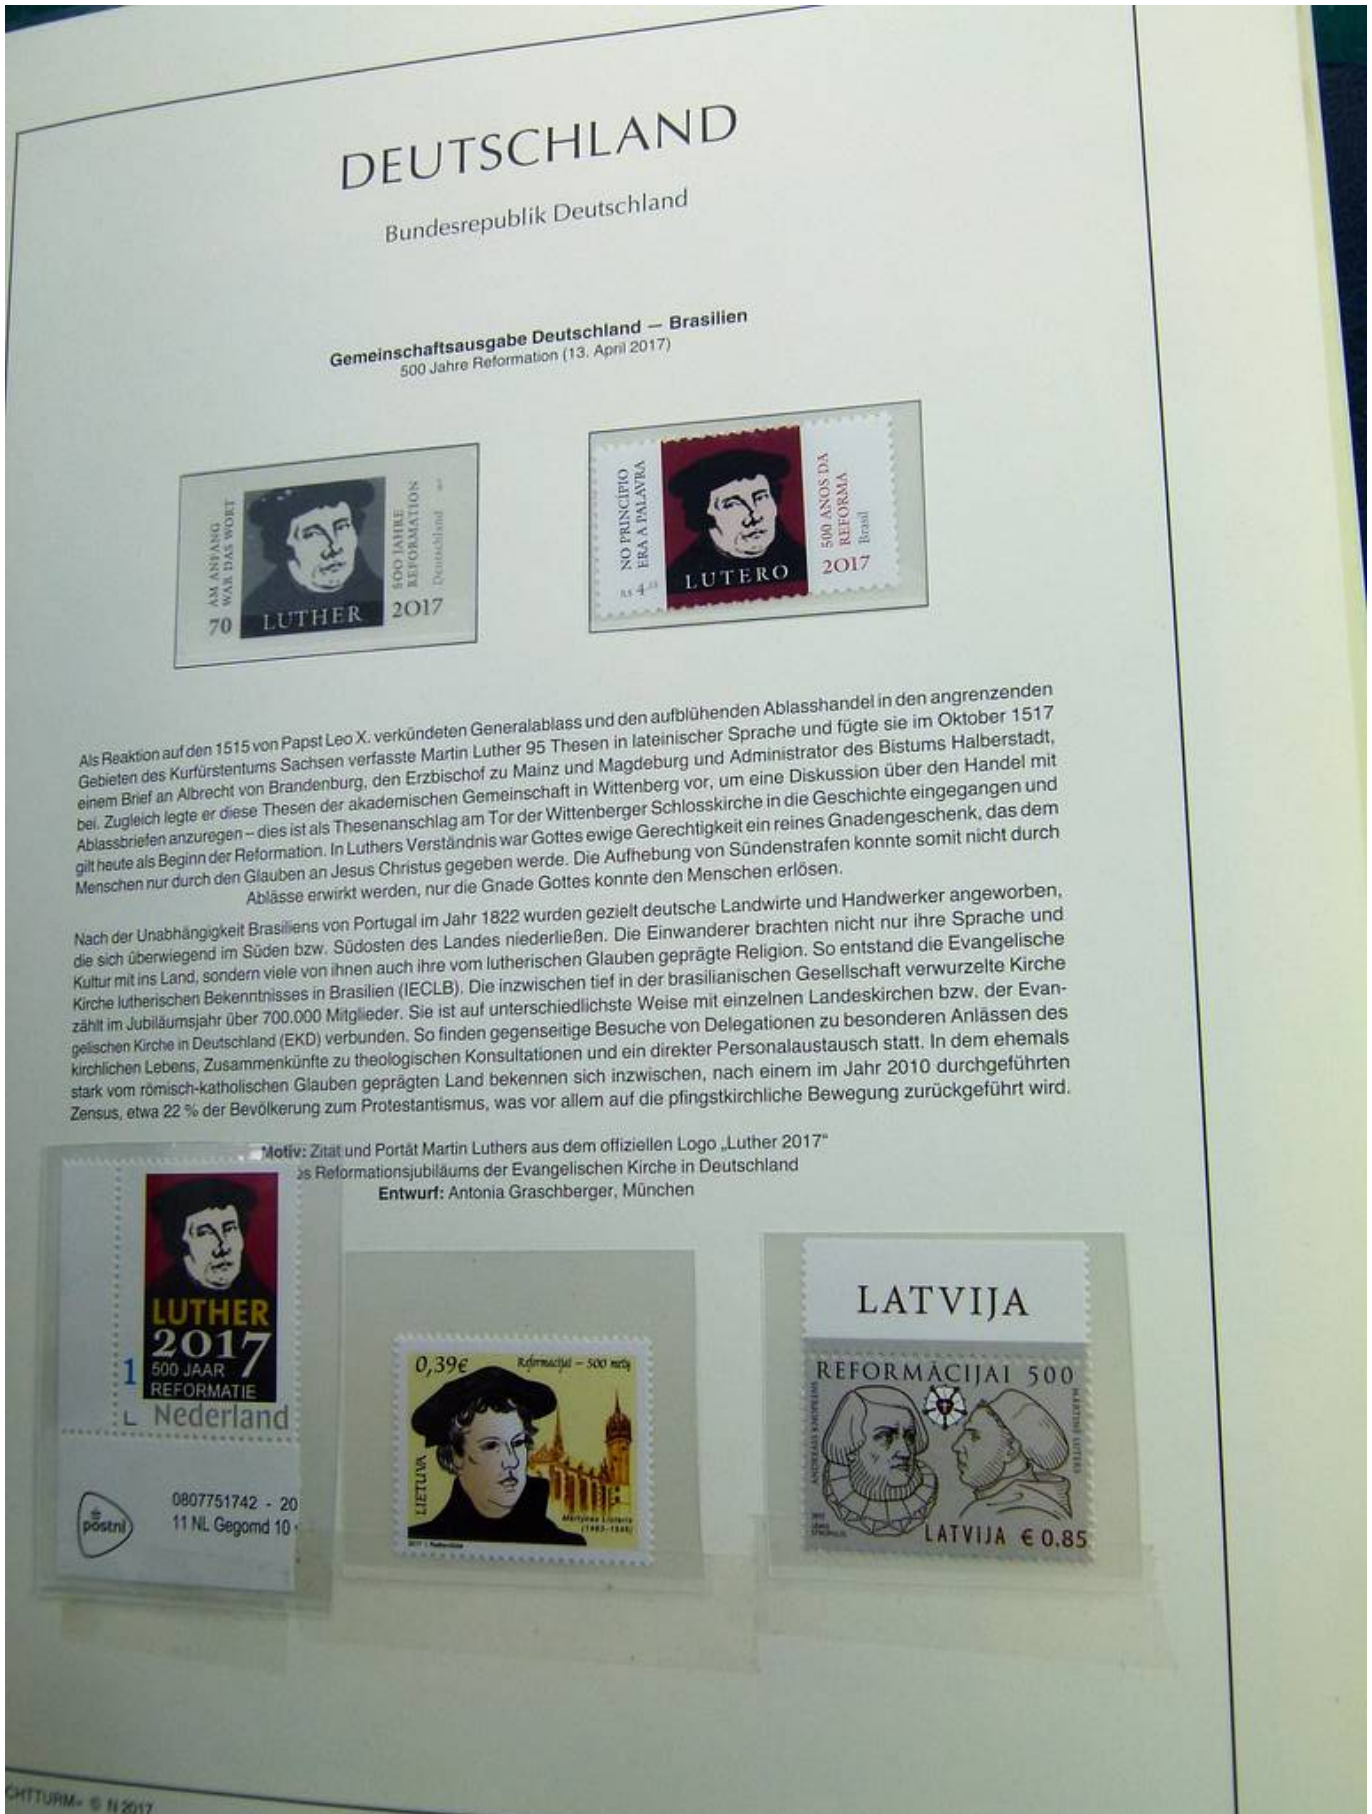 DEUTSCHLAND
Bundesrepublik Deutschland
Gemeinschaftsausgabe Deutschland — Brasilien
500 Jahre Reformation (13. April 2017)
AM ANFANG
WAR DAS WORT
70
LUTHER
500 JAHRE
REFORMATION
Deutschland
2017
NO PRINCÍPIO
ERA A PALAVRA
R$ 4
LUTERO
500 ANOS DA
REFORMA
Brasil
2017
Als Reaktion auf den 1515 von Papst Leo X. verkündeten Generalablass und den aufblühenden Ablasshandel in den angrenzenden
Gebieten des Kurfürstentums Sachsen verfasste Martin Luther 95 Thesen in lateinischer Sprache und fügte sie im Oktober 1517
einem Brief an Albrecht von Brandenburg, den Erzbischof zu Mainz und Magdeburg und Administrator des Bistums Halberstadt,
bei. Zugleich legte er diese Thesen der akademischen Gemeinschaft in Wittenberg vor, um eine Diskussion über den Handel mit
Ablassbriefen anzuregen – dies ist als Thesenanschlag am Tor der Wittenberger Schlosskirche in die Geschichte eingegangen und
gilt heute als Beginn der Reformation. In Luthers Verständnis war Gottes ewige Gerechtigkeit ein reines Gnadengeschenk, das dem
Menschen nur durch den Glauben an Jesus Christus gegeben werde. Die Aufhebung von Sündenstrafen konnte somit nicht durch
Ablässe erwirkt werden, nur die Gnade Gottes konnte den Menschen erlösen.
Nach der Unabhängigkeit Brasiliens von Portugal im Jahr 1822 wurden gezielt deutsche Landwirte und Handwerker angeworben,
die sich überwiegend im Süden bzw. Südosten des Landes niederließen. Die Einwanderer brachten nicht nur ihre Sprache und
Kultur mit ins Land, sondern viele von ihnen auch ihre vom lutherischen Glauben geprägte Religion. So entstand die Evangelische
Kirche lutherischen Bekenntnisses in Brasilien (IECLB). Die inzwischen tief in der brasilianischen Gesellschaft verwurzelte Kirche
zählt im Jubiläumsjahr über 700.000 Mitglieder. Sie ist auf unterschiedlichste Weise mit einzelnen Landeskirchen bzw. der Evan-
gelischen Kirche in Deutschland (EKD) verbunden. So finden gegenseitige Besuche von Delegationen zu besonderen Anlässen des
kirchlichen Lebens, Zusammenkünfte zu theologischen Konsultationen und ein direkter Personalaustausch statt. In dem ehemals
stark vom römisch-katholischen Glauben geprägten Land bekennen sich inzwischen, nach einem im Jahr 2010 durchgeführten
Zensus, etwa 22 % der Bevölkerung zum Protestantismus, was vor allem auf die pfingstkirchliche Bewegung zurückgeführt wird.
Motiv: Zitat und Portät Martin Luthers aus dem offiziellen Logo „Luther 2017“
Reformationsjubiläums der Evangelischen Kirche in Deutschland
Entwurf: Antonia Graschberger, München
LUTHER
2017
500 JAAR
REFORMATIE
1
Nederland
postnl
0807751742 - 20
11 NL Gegomd 10
0,39€
Reformacijai – 500 metų
LIETUVA
Martynas Liuteris
(1483–1546)
2017
LATVIJA
REFORMĀCIJAI 500
ANDREASS KNOPKENS
MĀRTIŅŠ LUTERS
LATVIJA € 0.85
CHTTURM® © N 2017